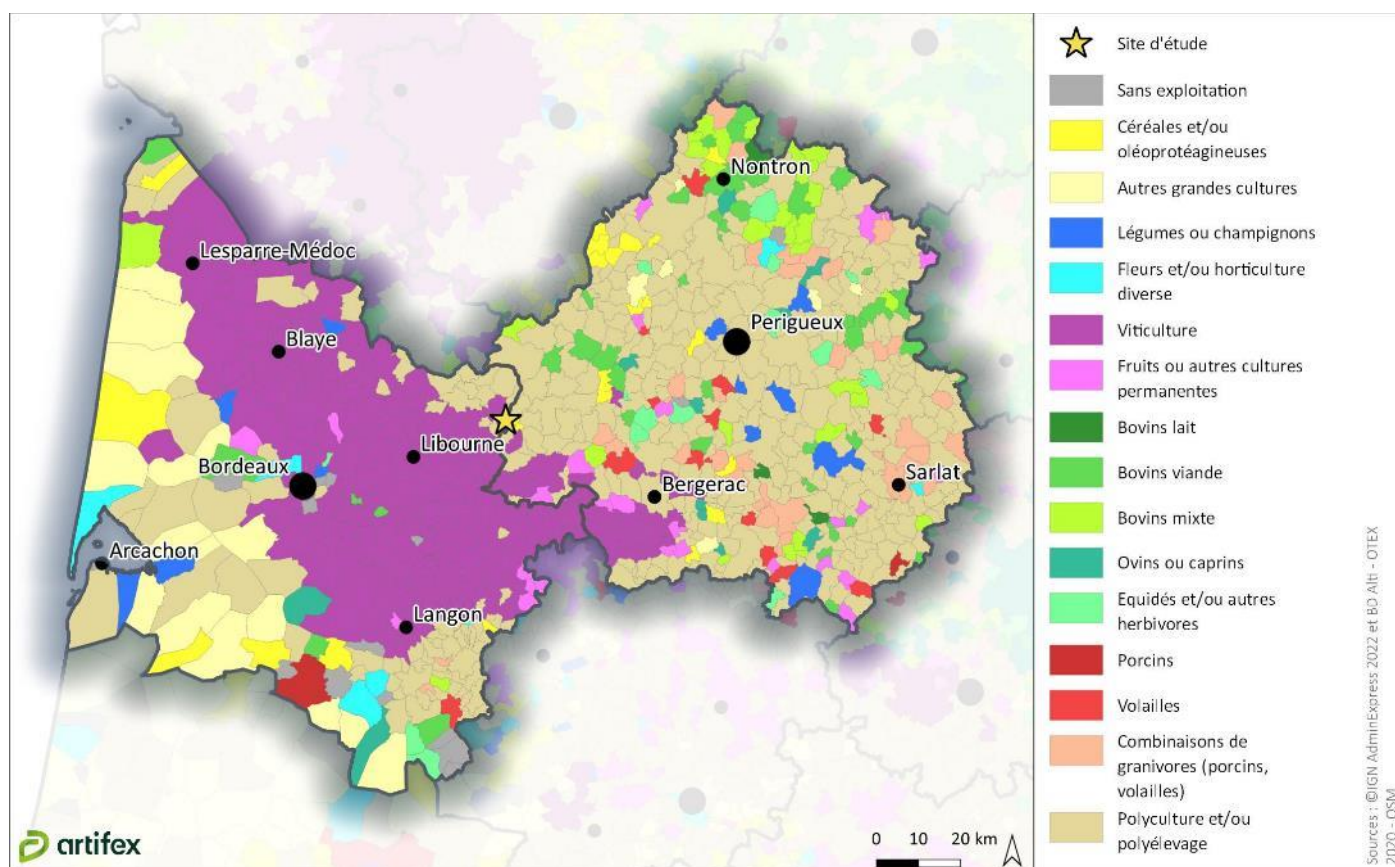 Nontron
Lesparre-Médoc
Perigueux
Blaye
Libourne
Bordeaux
Sarlat
Bergerac
Arcachon
Langon
artifex
0 10 20 km
Site d'étude
Sans exploitation
Céréales et/ou
oléoprotéagineuses
Autres grandes cultures
Légumes ou champignons
Fleurs et/ou horticulture
diverse
Viticulture
Fruits ou autres cultures
permanentes
Bovins lait
Bovins viande
Bovins mixte
Ovins ou caprins
Equidés et/ou autres
herbivores
Porcins
Volailles
Combinaisons de
granivores (porcins,
volailles)
Polyculture et/ou
polyélevage
Sources : ©IGN AdminExpress 2022 et BD Alti - OTEX
2020 - OSM